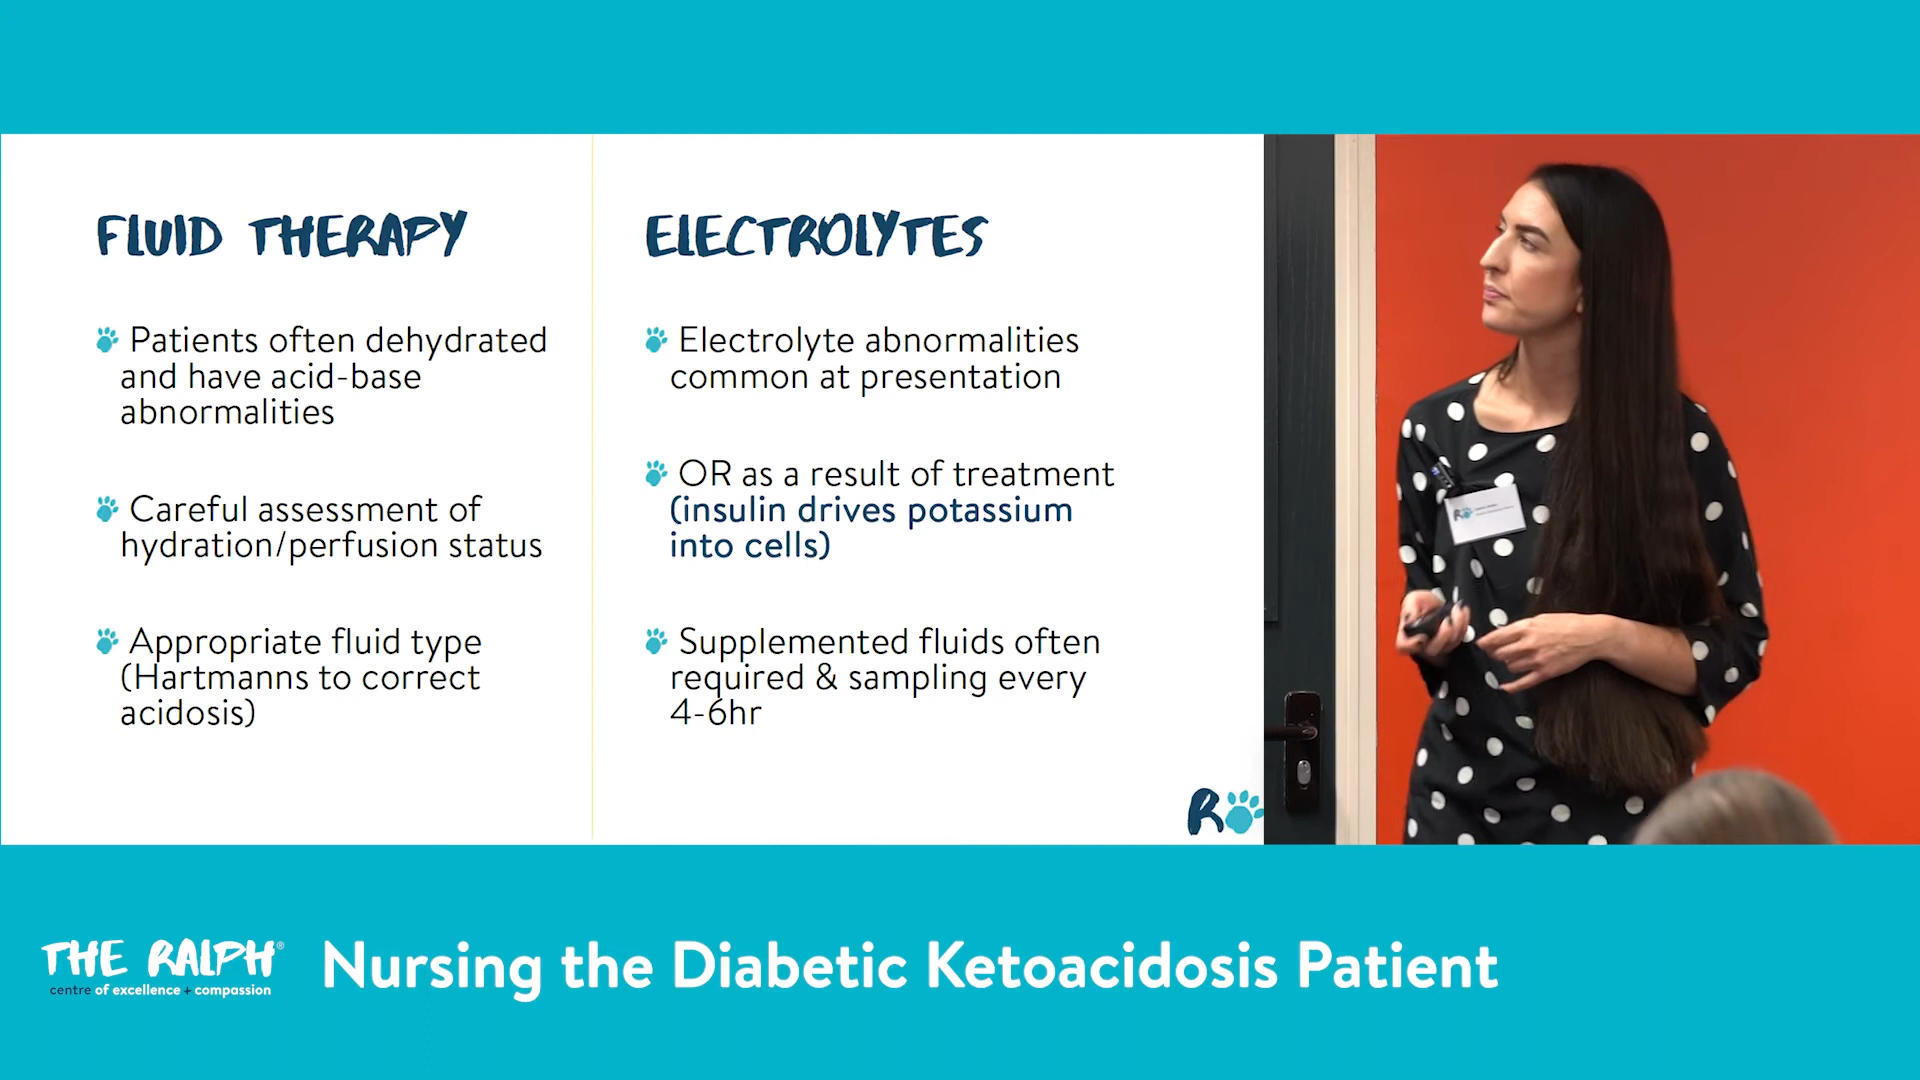 FLUID THERAPY
Patients often dehydrated
and have acid-base
abnormalities
Careful assessment of
hydration/perfusion status
Appropriate fluid type
(Hartmanns to correct
acidosis)
ELECTROLYTES
Electrolyte abnormalities
common at presentation
OR as a result of treatment
(insulin drives potassium
into cells)
Supplemented fluids often
required & sampling every
4-6hr
R
R
THE RALPH®
centre of excellence + compassion
Nursing the Diabetic Ketoacidosis Patient